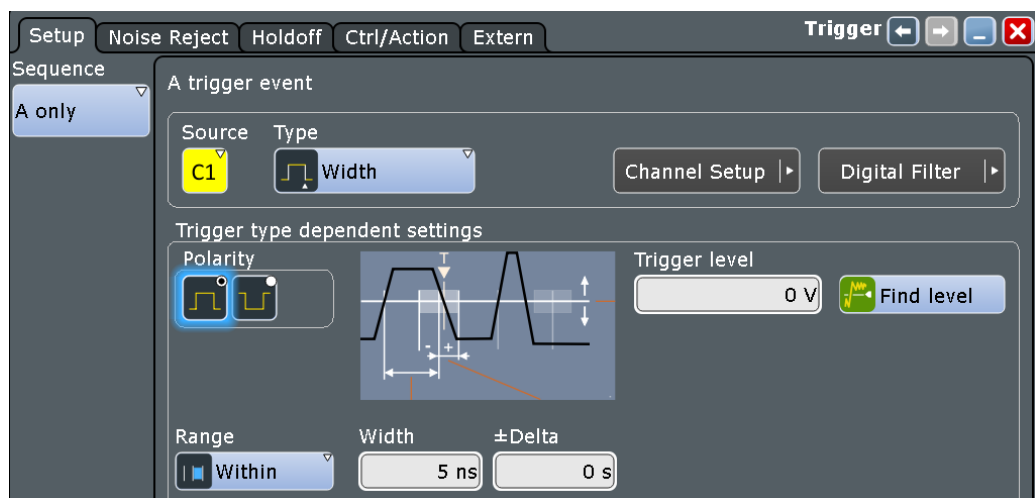 Setup Noise Reject Holdoff Ctrl/Action Extern Trigger
Sequence
A only
A trigger event
Source Type
C1 Width Channel Setup Digital Filter
Trigger type dependent settings
Polarity Trigger level
T
0 V Find level
- +
Range Width ±Delta
Within 5 ns 0 s